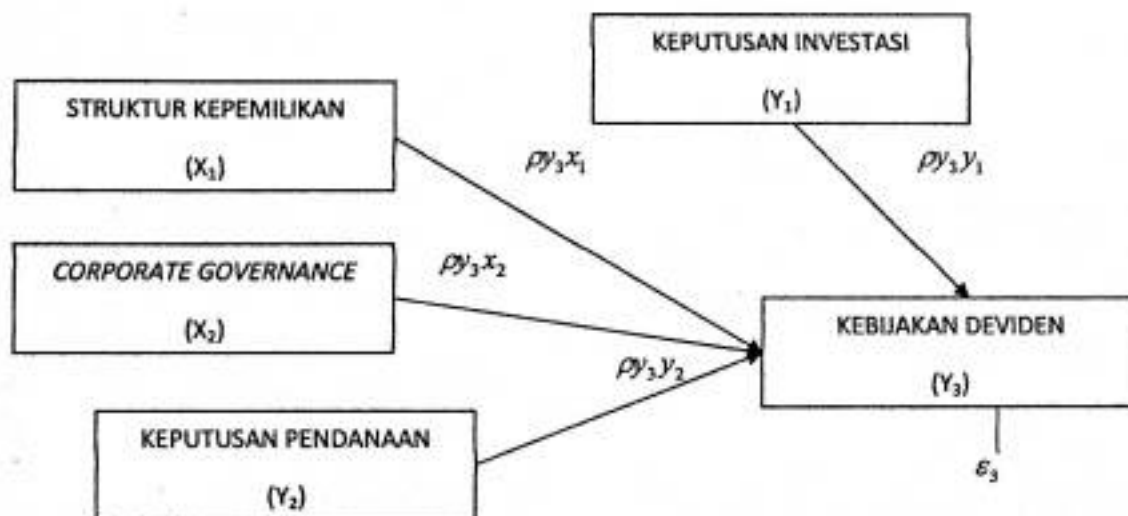 KEPUTUSAN INVESTASI
(Y₁)
STRUKTUR KEPEMILIKAN
(X₁)
ρy₃x₁
ρy₃y₁
CORPORATE GOVERNANCE
(X₂)
ρy₃x₂
KEBIJAKAN DEVIDEN
(Y₃)
ρy₃y₂
KEPUTUSAN PENDANAAN
(Y₂)
ε₃